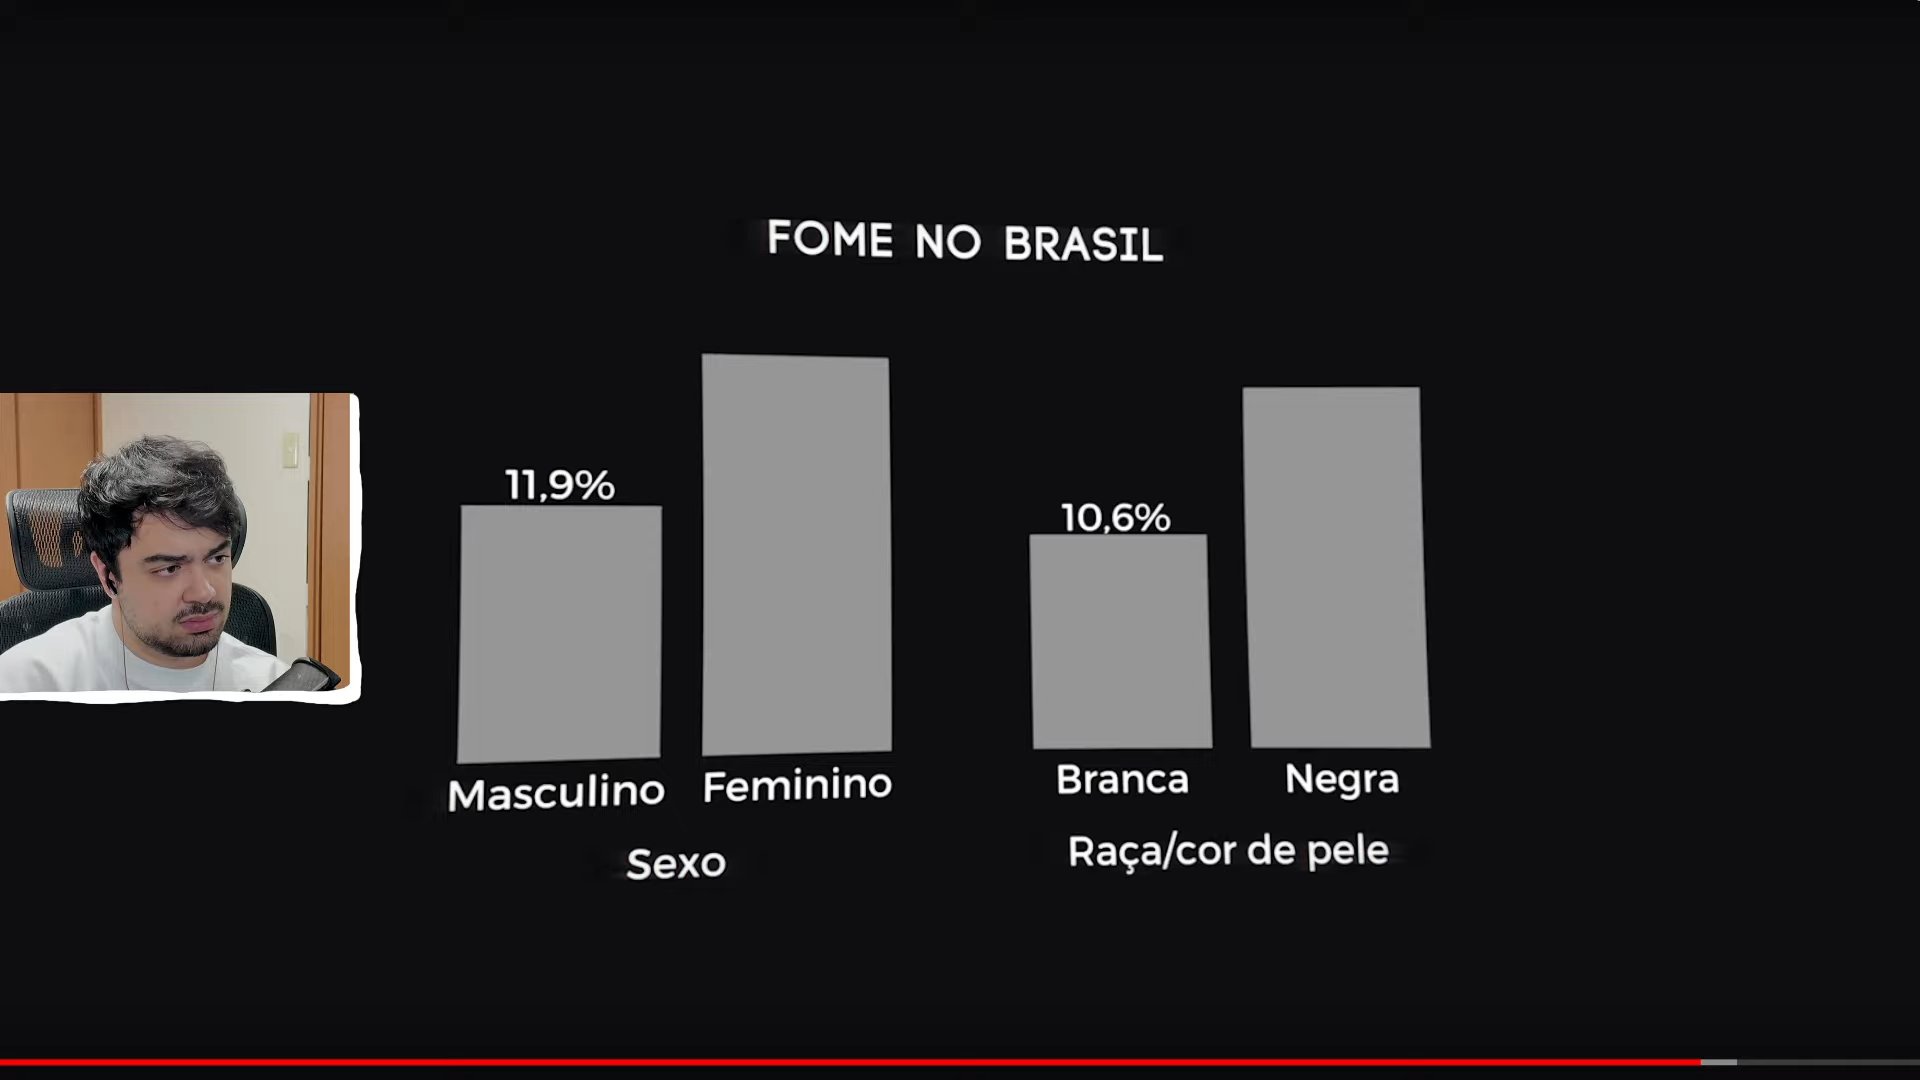 FOME NO BRASIL
11,9%
10,6%
Masculino Feminino
Branca Negra
Sexo
Raça/cor de pele